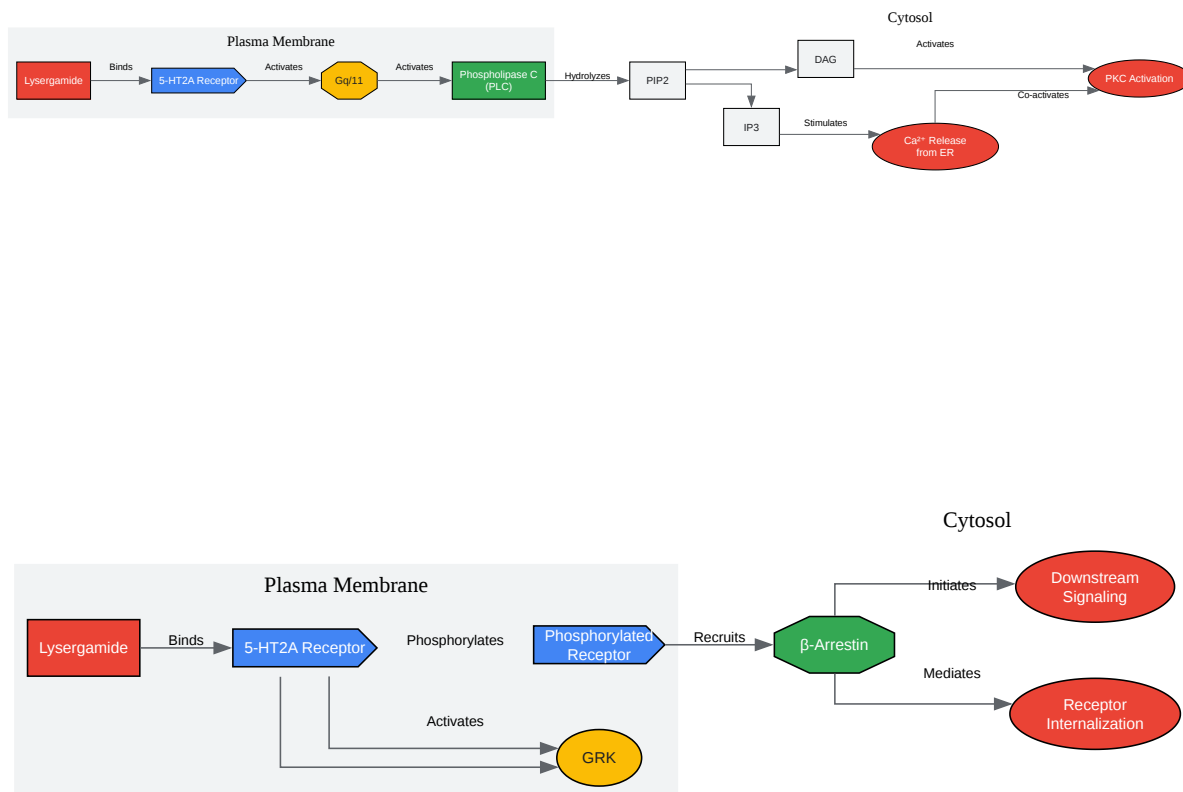 Cytosol
Plasma Membrane
Lysergamide
Binds
5-HT2A Receptor
Activates
Gq/11
Activates
Phospholipase C
(PLC)
Hydrolyzes
PIP2
DAG
Activates
PKC Activation
Co-activates
IP3
Stimulates
Ca²⁺ Release
from ER
Cytosol
Plasma Membrane
Lysergamide
Binds
5-HT2A Receptor
Phosphorylates
Phosphorylated
Receptor
Recruits
β-Arrestin
Initiates
Downstream
Signaling
Mediates
Receptor
Internalization
Activates
GRK